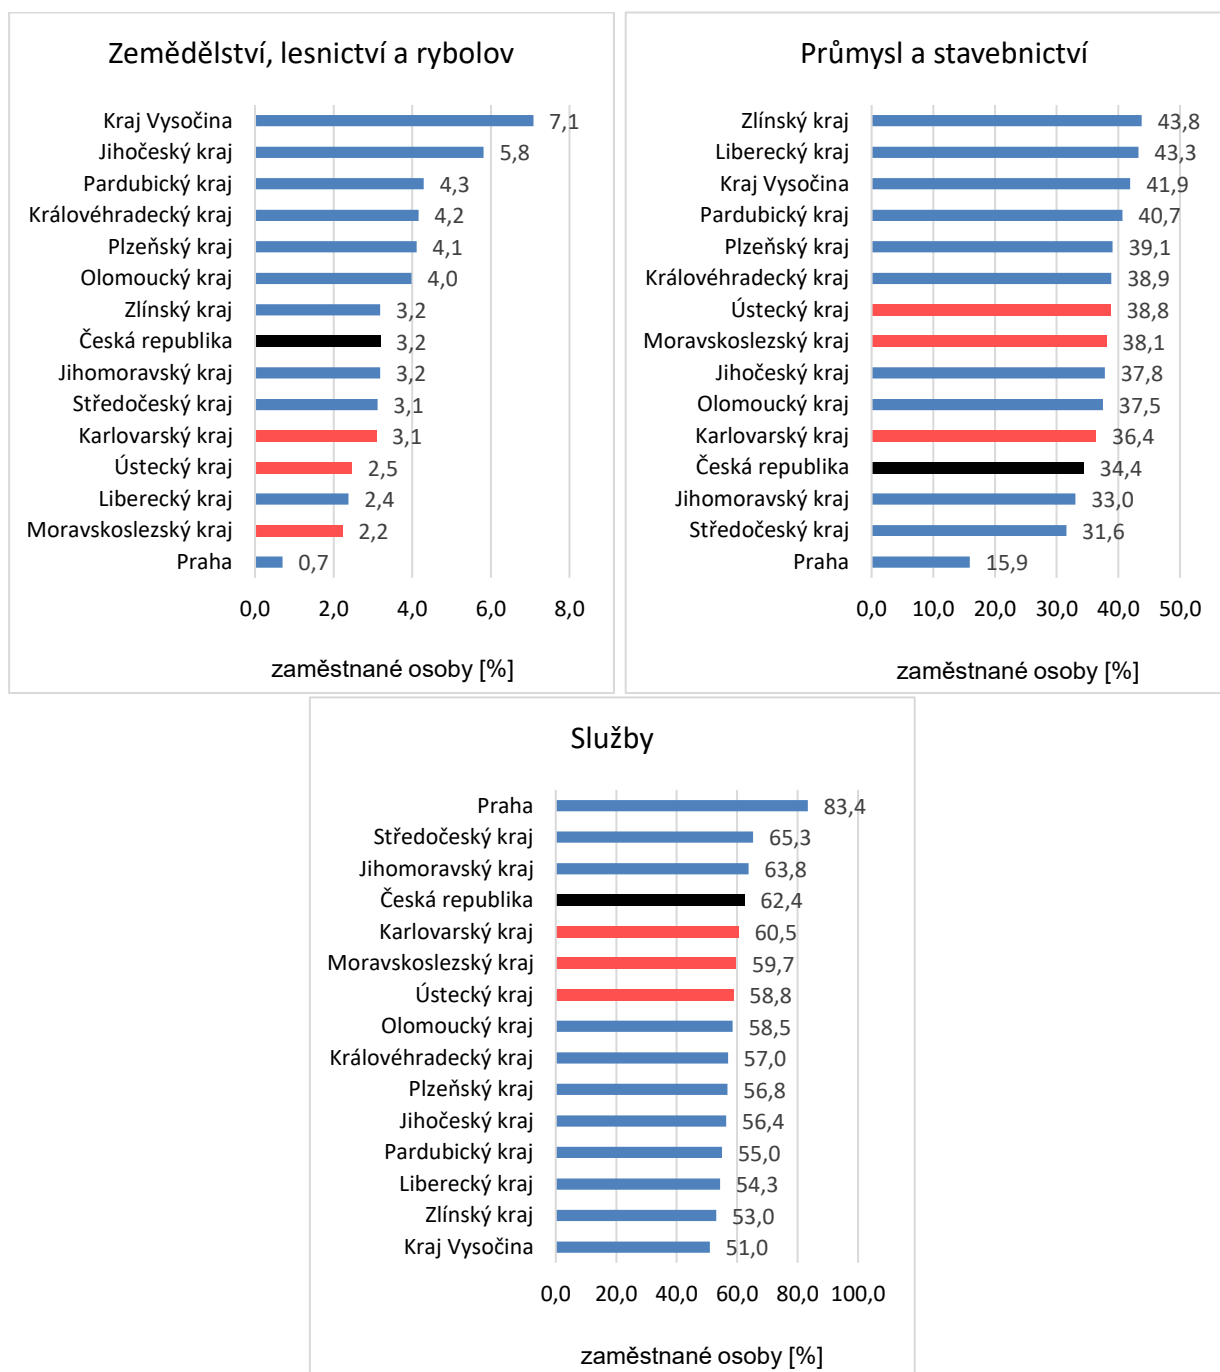 Zemědělství, lesnictví a rybolov
Kraj Vysočina 7,1
Jihočeský kraj 5,8
Pardubický kraj 4,3
Královéhradecký kraj 4,2
Plzeňský kraj 4,1
Olomoucký kraj 4,0
Zlínský kraj 3,2
Česká republika 3,2
Jihomoravský kraj 3,2
Středočeský kraj 3,1
Karlovarský kraj 3,1
Ústecký kraj 2,5
Liberecký kraj 2,4
Moravskoslezský kraj 2,2
Praha 0,7
0,0 2,0 4,0 6,0 8,0
zaměstnané osoby [%]
Průmysl a stavebnictví
Zlínský kraj 43,8
Liberecký kraj 43,3
Kraj Vysočina 41,9
Pardubický kraj 40,7
Plzeňský kraj 39,1
Královéhradecký kraj 38,9
Ústecký kraj 38,8
Moravskoslezský kraj 38,1
Jihočeský kraj 37,8
Olomoucký kraj 37,5
Karlovarský kraj 36,4
Česká republika 34,4
Jihomoravský kraj 33,0
Středočeský kraj 31,6
Praha 15,9
0,0 10,0 20,0 30,0 40,0 50,0
zaměstnané osoby [%]
Služby
Praha 83,4
Středočeský kraj 65,3
Jihomoravský kraj 63,8
Česká republika 62,4
Karlovarský kraj 60,5
Moravskoslezský kraj 59,7
Ústecký kraj 58,8
Olomoucký kraj 58,5
Královéhradecký kraj 57,0
Plzeňský kraj 56,8
Jihočeský kraj 56,4
Pardubický kraj 55,0
Liberecký kraj 54,3
Zlínský kraj 53,0
Kraj Vysočina 51,0
0,0 20,0 40,0 60,0 80,0 100,0
zaměstnané osoby [%]